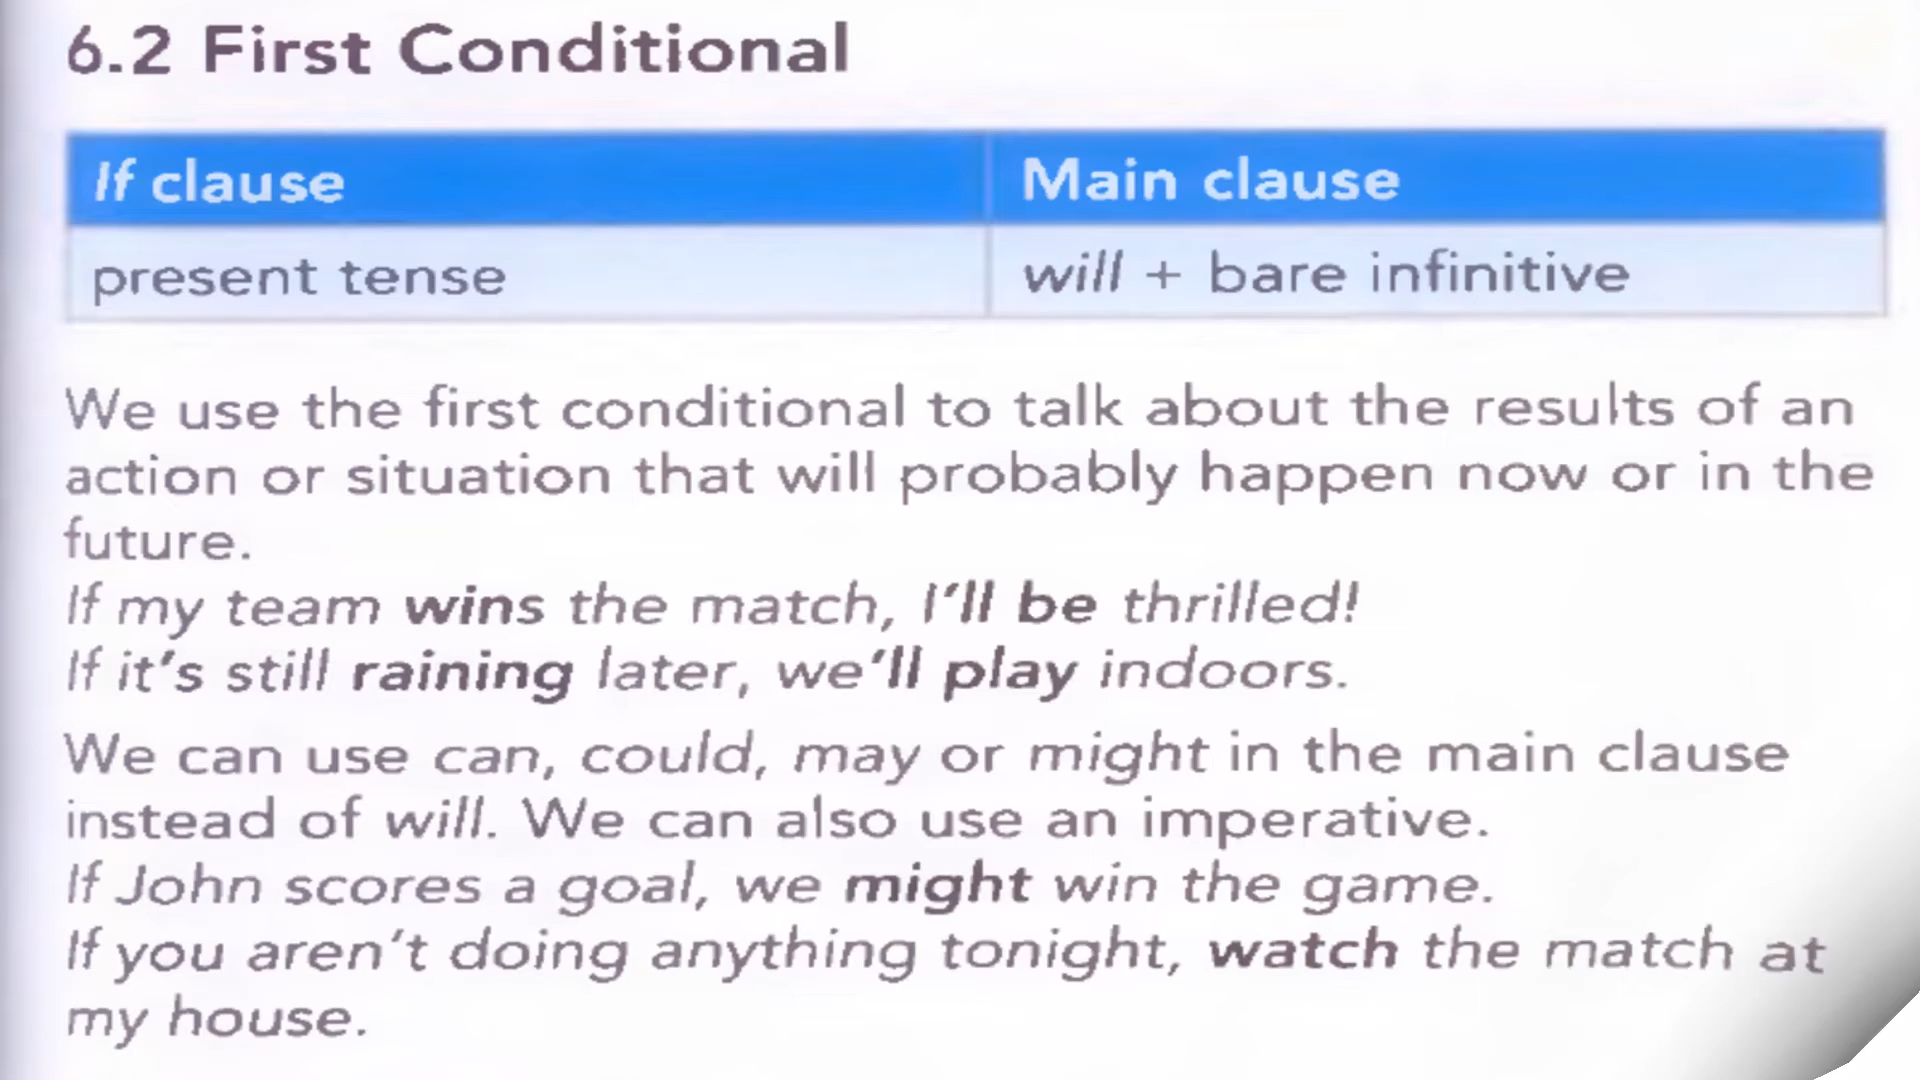 6.2 First Conditional
If clause
Main clause
present tense
will + bare infinitive
We use the first conditional to talk about the results of an
action or situation that will probably happen now or in the
future.
If my team wins the match, I'll be thrilled!
If it's still raining later, we'll play indoors.
We can use can, could, may or might in the main clause
instead of will. We can also use an imperative.
If John scores a goal, we might win the game.
If you aren't doing anything tonight, watch the match at
my house.